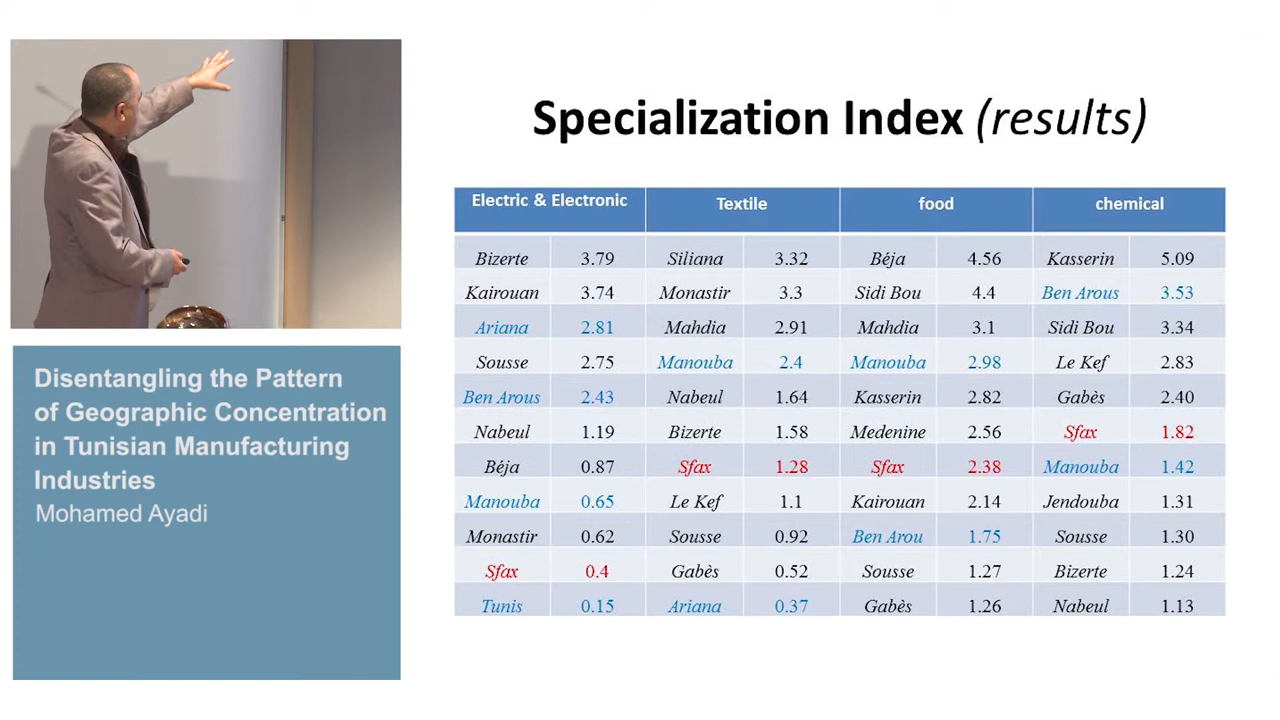 Specialization Index (results)
Electric & Electronic Textile food chemical
Bizerte 3.79 Siliana 3.32 Béja 4.56 Kasserin 5.09
Kairouan 3.74 Monastir 3.3 Sidi Bou 4.4 Ben Arous 3.53
Ariana 2.81 Mahdia 2.91 Mahdia 3.1 Sidi Bou 3.34
Sousse 2.75 Manouba 2.4 Manouba 2.98 Le Kef 2.83
Ben Arous 2.43 Nabeul 1.64 Kasserin 2.82 Gabès 2.40
Nabeul 1.19 Bizerte 1.58 Medenine 2.56 Sfax 1.82
Béja 0.87 Sfax 1.28 Sfax 2.38 Manouba 1.42
Manouba 0.65 Le Kef 1.1 Kairouan 2.14 Jendouba 1.31
Monastir 0.62 Sousse 0.92 Ben Arou 1.75 Sousse 1.30
Sfax 0.4 Gabès 0.52 Sousse 1.27 Bizerte 1.24
Tunis 0.15 Ariana 0.37 Gabès 1.26 Nabeul 1.13
Disentangling the Pattern
of Geographic Concentration
in Tunisian Manufacturing
Industries
Mohamed Ayadi